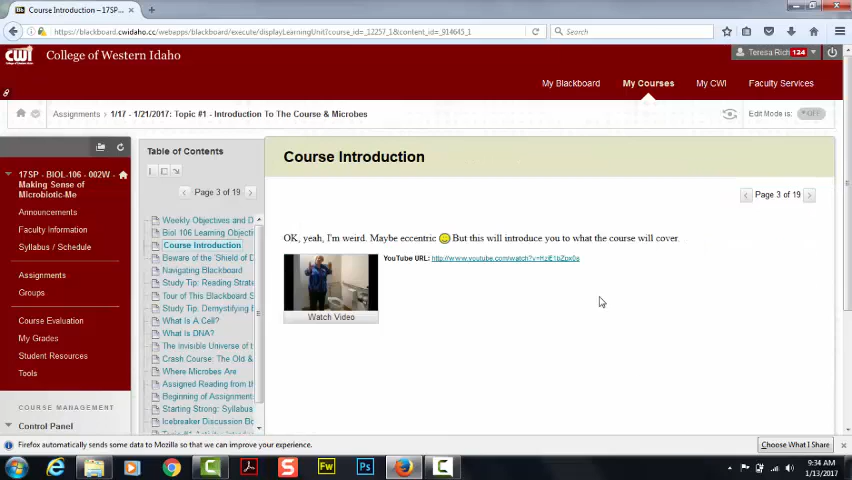 Course Introduction – 17SP...
https://blackboard.cwidaho.cc/webapps/blackboard/execute/displayLearningUnit?course_id=_12257_1&content_id=_914645_1
Search
CWI
College of Western Idaho
Teresa Rich 124
My Blackboard
My Courses
My CWI
Faculty Services
Assignments
1/17 - 1/21/2017: Topic #1 - Introduction To The Course & Microbes
Edit Mode is:
OFF
17SP - BIOL-106 - 002W -
Making Sense of
Microbiotic-Me
Announcements
Faculty Information
Syllabus / Schedule
Assignments
Groups
Course Evaluation
My Grades
Student Resources
Tools
COURSE MANAGEMENT
Control Panel
Table of Contents
Page 3 of 19
Weekly Objectives and D
Biol 106 Learning Objecti
Course Introduction
Beware of the 'Shield of D
Navigating Blackboard
Study Tip: Reading Strate
Tour of This Blackboard S
Study Tip: Demystifying B
What Is A Cell?
What Is DNA?
The Invisible Universe of t
Crash Course: The Old &
Where Microbes Are
Assigned Reading from th
Beginning of Assignment
Starting Strong: Syllabus
Icebreaker Discussion Bo
Course Introduction
Page 3 of 19
OK, yeah, I'm weird. Maybe eccentric But this will introduce you to what the course will cover.
YouTube URL:
Watch Video
Firefox automatically sends some data to Mozilla so that we can improve your experience.
Choose What I Share
Fw
Ps
9:34 AM
1/13/2017